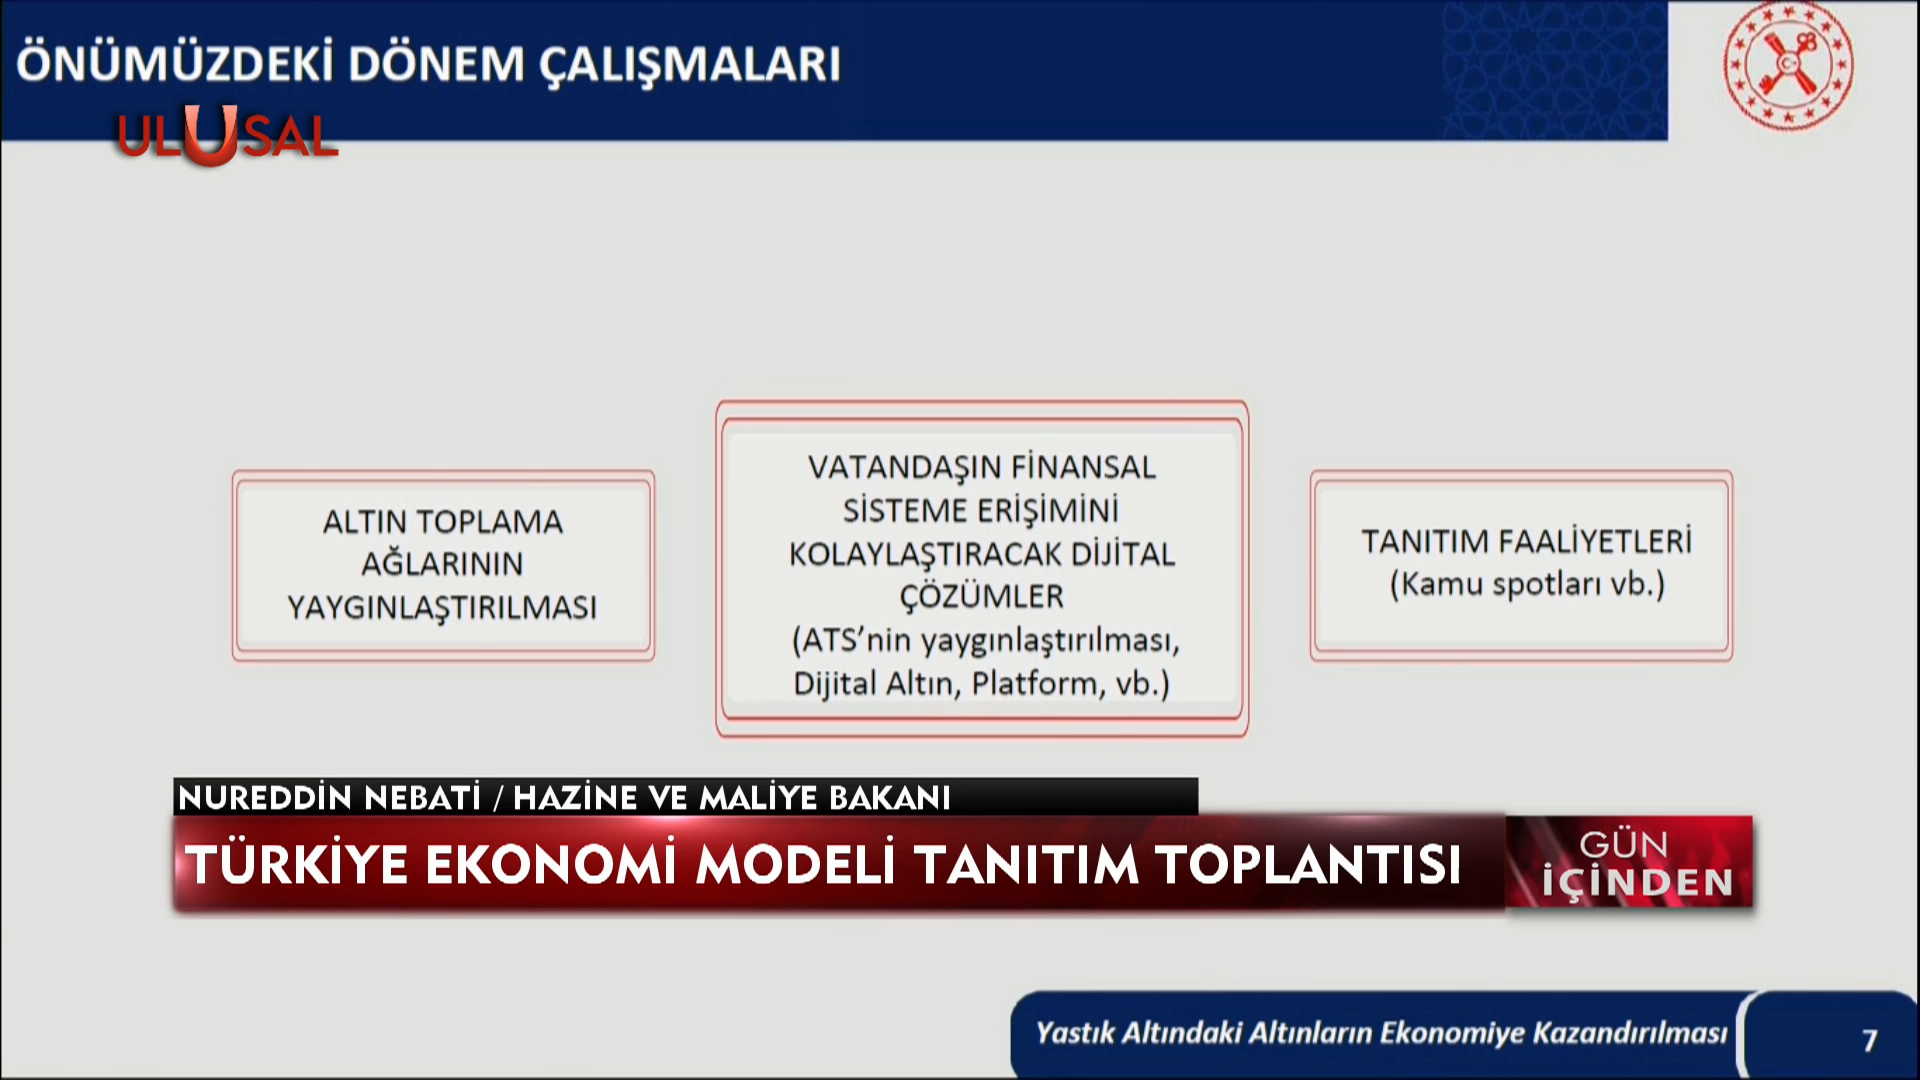 ÖNÜMÜZDEKİ DÖNEM ÇALIŞMALARI
ULUSAL
ALTIN TOPLAMA
AĞLARININ
YAYGINLAŞTIRILMASI
VATANDAŞIN FİNANSAL
SİSTEME ERİŞİMİNİ
KOLAYLAŞTIRACAK DİJİTAL
ÇÖZÜMLER
(ATS’nin yaygınlaştırılması,
Dijital Altın, Platform, vb.)
TANITIM FAALİYETLERİ
(Kamu spotları vb.)
NUREDDİN NEBATİ / HAZİNE VE MALİYE BAKANI
TÜRKİYE EKONOMİ MODELİ TANITIM TOPLANTISI
GÜN
İÇİNDEN
Yastık Altındaki Altınların Ekonomiye Kazandırılması
7